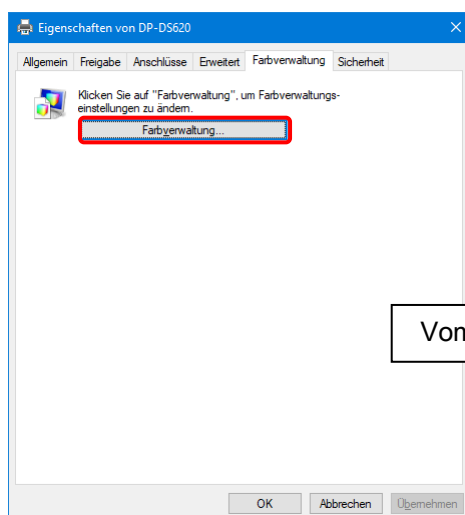 Eigenschaften von DP-DS620
Allgemein Freigabe Anschlüsse Erweitert Farbverwaltung Sicherheit
Klicken Sie auf "Farbverwaltung", um Farbverwaltungs-
einstellungen zu ändern.
Farbverwaltung...
Vom
OK Abbrechen Übernehmen